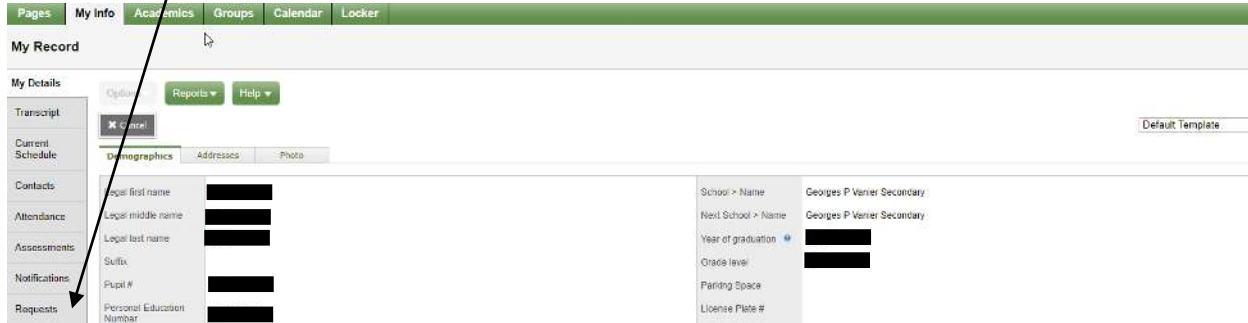 Pages My Info Academics Groups Calendar Locker
My Record
My Details
Transcript
Current
Schedule
Contacts
Attendance
Assessments
Notifications
Requests
Options Reports Help
Cancel
Default Template
Demographics Addresses Photo
Legal first name
Legal middle name
Legal last name
Suffix
Pupil #
Personal Education
Number
School > Name Georges P Vanier Secondary
Next School > Name Georges P Vanier Secondary
Year of graduation
Grade level
Parking Space
License Plate #